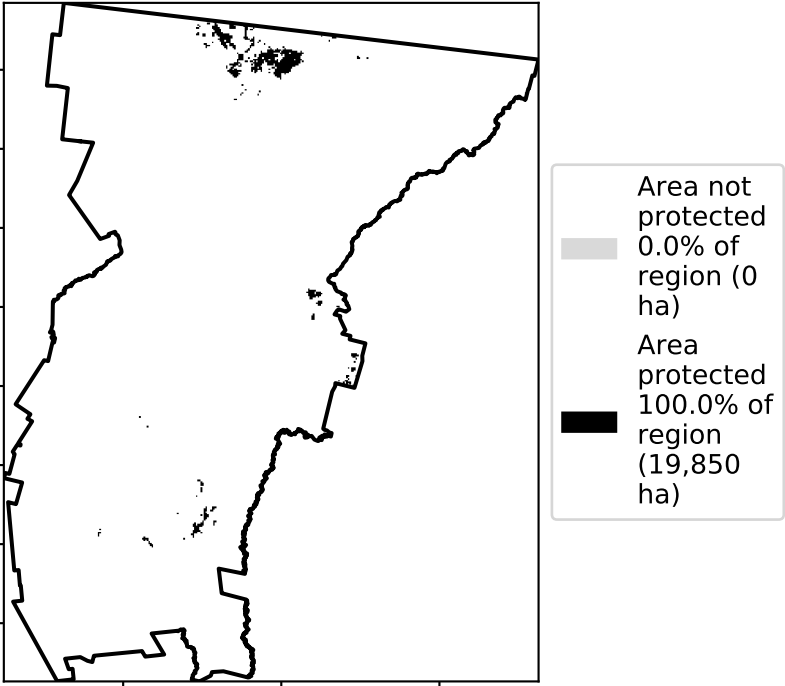 Area not
protected
0.0% of
region (0
ha)
Area
protected
100.0% of
region
(19,850
ha)